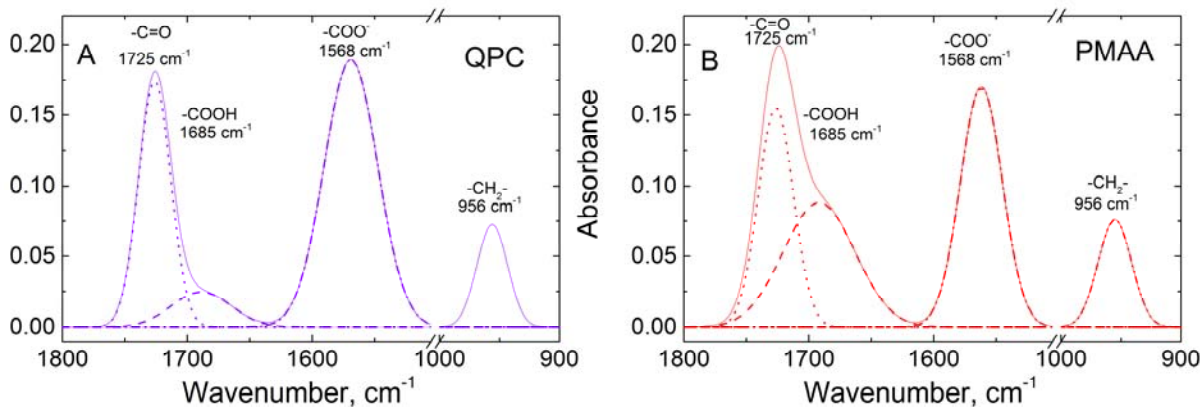 A
-C=O
1725 cm⁻¹
-COO⁻
1568 cm⁻¹
QPC
-COOH
1685 cm⁻¹
-CH₂-
956 cm⁻¹
0.20
0.15
0.10
0.05
0.00
1800
1700
1600
1000
900
Wavenumber, cm⁻¹
B
-C=O
1725 cm⁻¹
-COO⁻
1568 cm⁻¹
PMAA
-COOH
1685 cm⁻¹
-CH₂-
956 cm⁻¹
Absorbance
0.20
0.15
0.10
0.05
0.00
1800
1700
1600
1000
900
Wavenumber, cm⁻¹